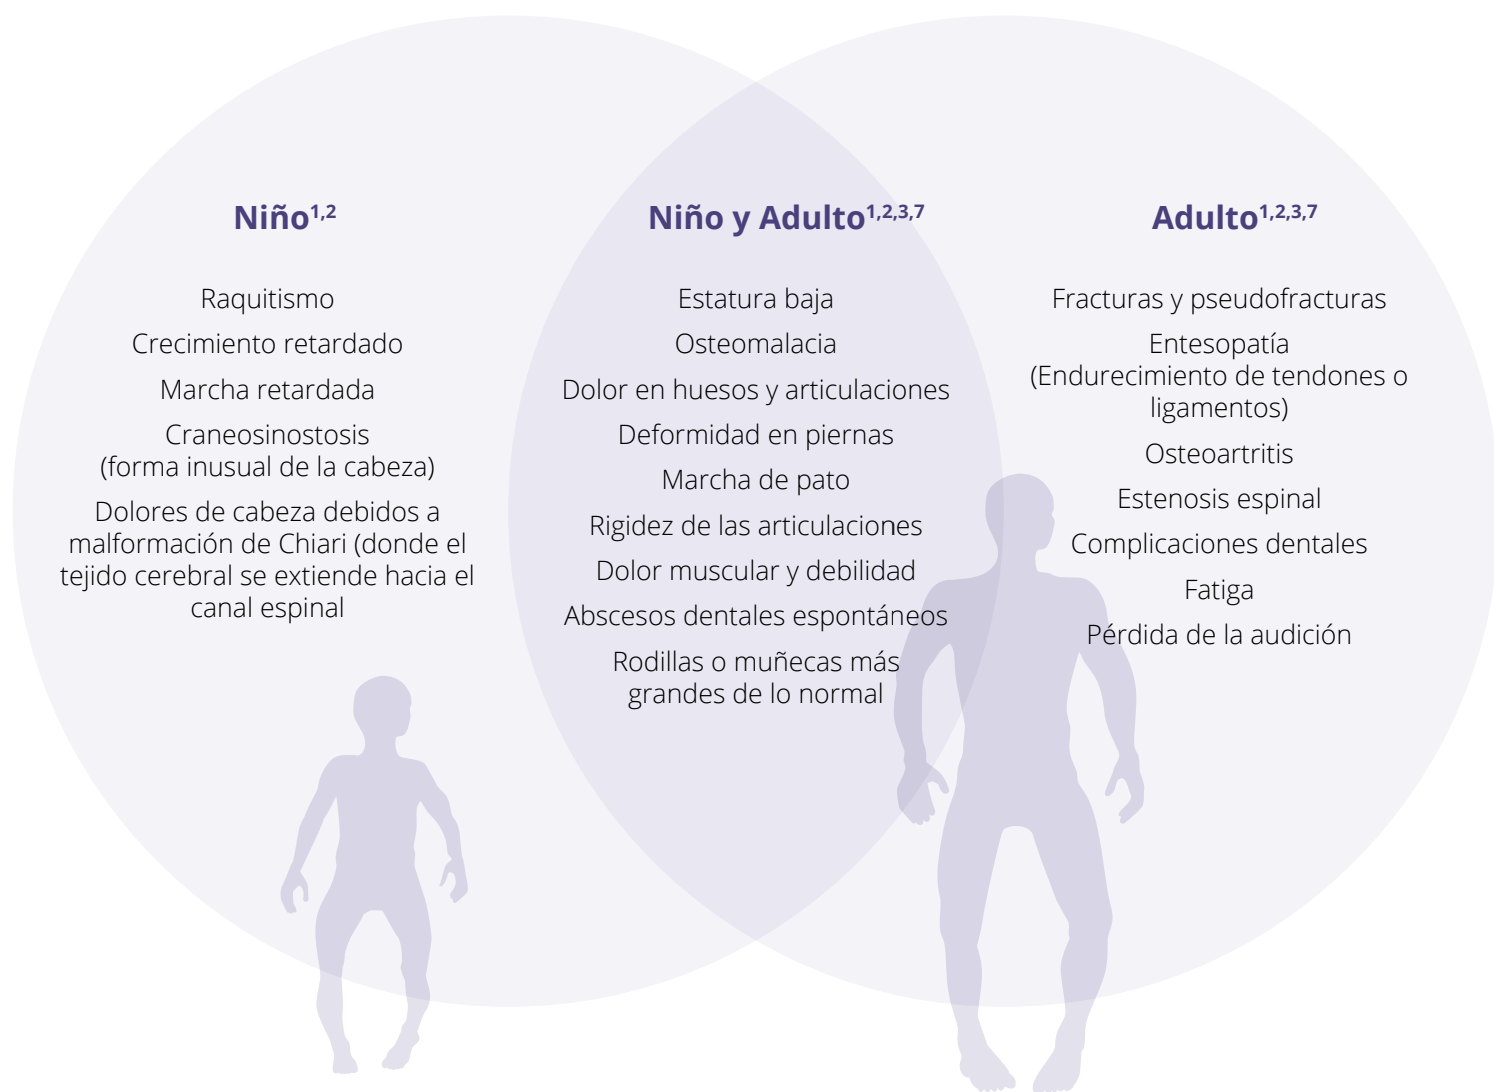 Niño1,2
Raquitismo
Crecimiento retardado
Marcha retardada
Craneosinostosis
(forma inusual de la cabeza)
Dolores de cabeza debidos a
malformación de Chiari (donde el
tejido cerebral se extiende hacia el
canal espinal
Niño y Adulto1,2,3,7
Estatura baja
Osteomalacia
Dolor en huesos y articulaciones
Deformidad en piernas
Marcha de pato
Rigidez de las articulaciones
Dolor muscular y debilidad
Abscesos dentales espontáneos
Rodillas o muñecas más
grandes de lo normal
Adulto1,2,3,7
Fracturas y pseudofracturas
Entesopatía
(Endurecimiento de tendones o
ligamentos)
Osteoartritis
Estenosis espinal
Complicaciones dentales
Fatiga
Pérdida de la audición